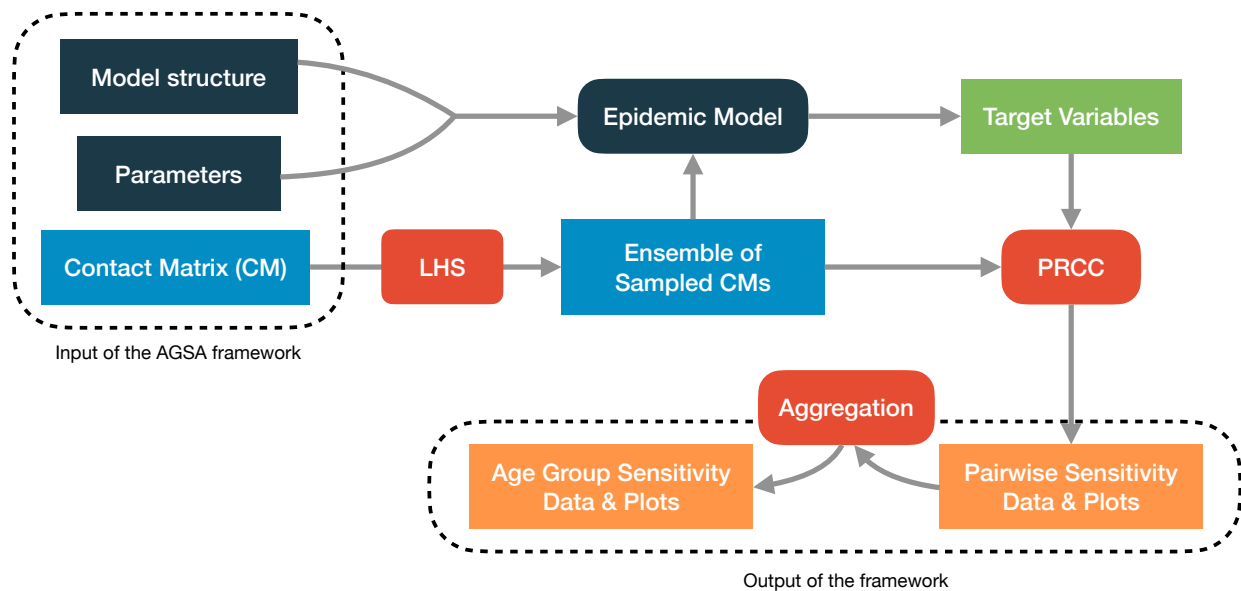 Model structure
Parameters
Contact Matrix (CM)
Input of the AGSA framework
LHS
Epidemic Model
Ensemble of
Sampled CMs
Target Variables
PRCC
Aggregation
Age Group Sensitivity
Data & Plots
Pairwise Sensitivity
Data & Plots
Output of the framework